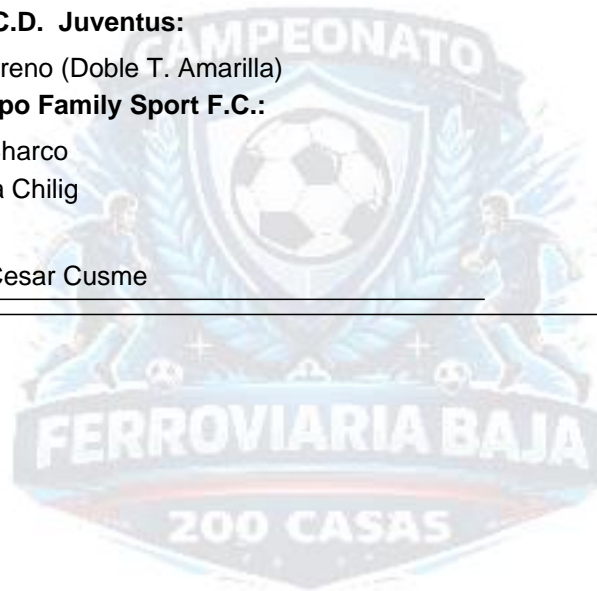 C.D. Juventus:
reno (Doble T. Amarilla)
po Family Sport F.C.:
harco
a Chilig
Cesar Cusme
CAMPEONATO
FERROVIARIA BAJA
200 CASAS